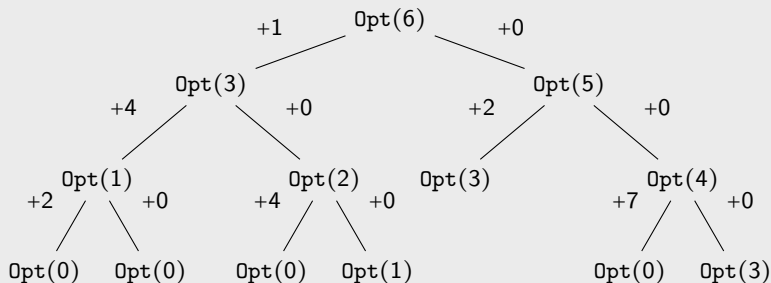 +1 Opt(6) +0
Opt(3) Opt(5)
+4 +0 +2 +0
Opt(1) Opt(2) Opt(3) Opt(4)
+2 +0 +4 +0 +7 +0
Opt(0) Opt(0) Opt(0) Opt(1) Opt(0) Opt(3)